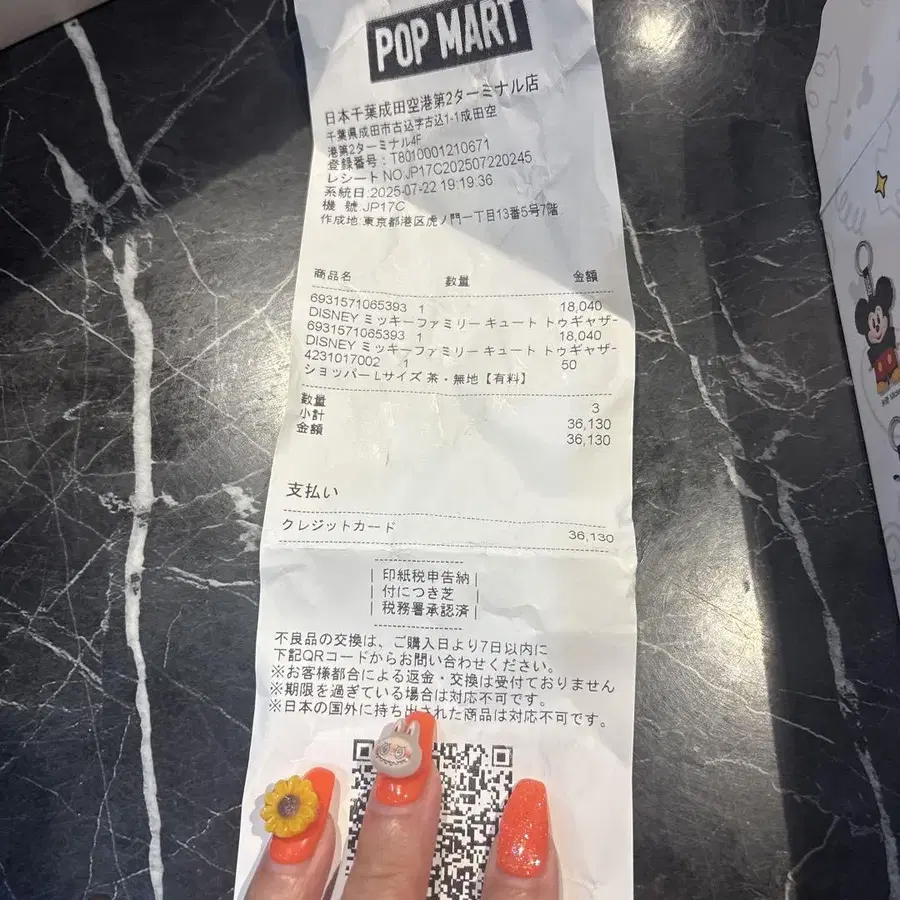 POP MART
日本千葉成田空港第2ターミナル店
千葉県成田市古込字古込1-1成田空
港第2ターミナル4F
登録番号:T8010001210671
レシートNO.JP17C202507220245
系統日:2025-07-22 19:19:36
機 號:JP17C
作成地:東京都港区虎ノ門一丁目13番5号7階
商品名 数量 金額
6931571065393 1 18,040
DISNEY ミッキーファミリー キュート トゥギャザー
6931571065393 1 18,040
DISNEY ミッキーファミリー キュート トゥギャザー
4231017002 1 50
ショッパーLサイズ 茶・無地【有料】
数量 3
小計 36,130
金額 36,130
支払い
クレジットカード 36,130
印紙税申告納
付につき芝
税務署承認済
不良品の交換は、ご購入日より7日以内に
下記QRコードからお問い合わせください。
※お客様都合による返金・交換は受付ておりません
※期限を過ぎている場合は対応不可です。
※日本の国外に持ち出された商品は対応不可です。